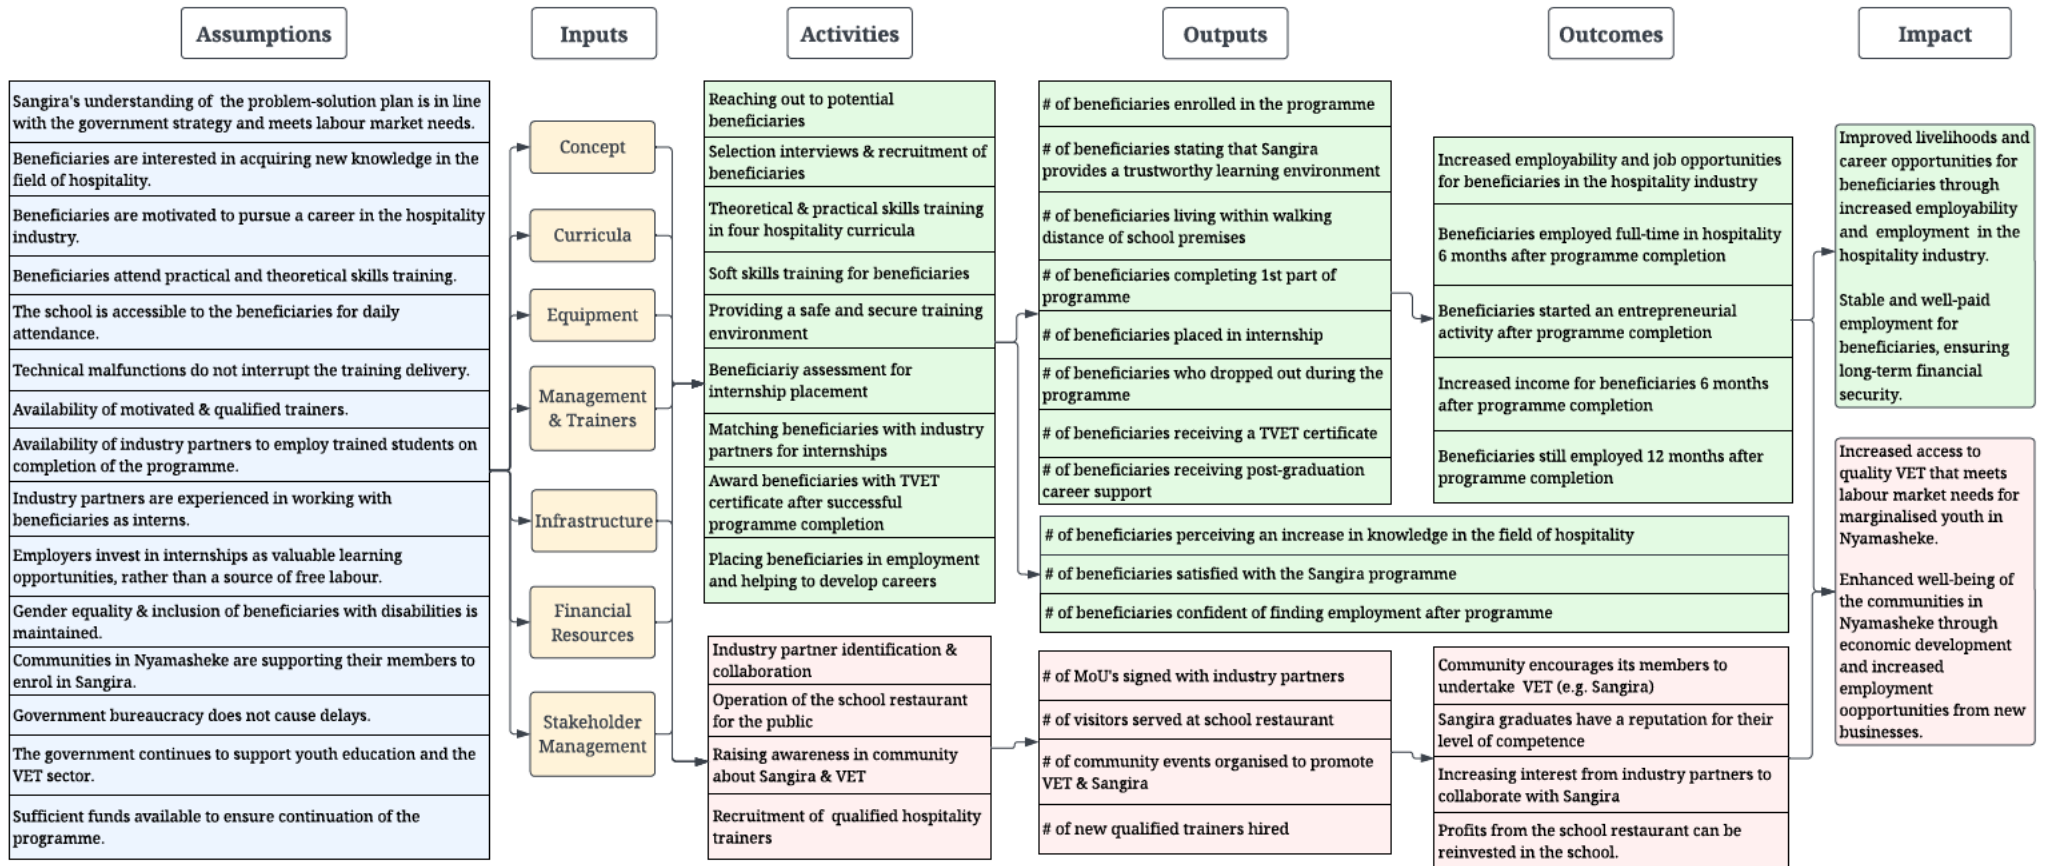 Assumptions
Inputs
Activities
Outputs
Outcomes
Impact
Sangira's understanding of the problem-solution plan is in line
with the government strategy and meets labour market needs.
Beneficiaries are interested in acquiring new knowledge in the
field of hospitality.
Beneficiaries are motivated to pursue a career in the hospitality
industry.
Beneficiaries attend practical and theoretical skills training.
The school is accessible to the beneficiaries for daily
attendance.
Technical malfunctions do not interrupt the training delivery.
Availability of motivated & qualified trainers.
Availability of industry partners to employ trained students on
completion of the programme.
Industry partners are experienced in working with
beneficiaries as interns.
Employers invest in internships as valuable learning
opportunities, rather than a source of free labour.
Gender equality & inclusion of beneficiaries with disabilities is
maintained.
Communities in Nyamasheke are supporting their members to
enrol in Sangira.
Government bureaucracy does not cause delays.
The government continues to support youth education and the
VET sector.
Sufficient funds available to ensure continuation of the
programme.
Concept
Curricula
Equipment
Management
& Trainers
Infrastructure
Financial
Resources
Stakeholder
Management
Reaching out to potential
beneficiaries
Selection interviews & recruitment of
beneficiaries
Theoretical & practical skills training
in four hospitality curricula
Soft skills training for beneficiaries
Providing a safe and secure training
environment
Beneficiariy assessment for
internship placement
Matching beneficiaries with industry
partners for internships
Award beneficiaries with TVET
certificate after successful
programme completion
Placing beneficiaries in employment
and helping to develop careers
Industry partner identification &
collaboration
Operation of the school restaurant
for the public
Raising awareness in community
about Sangira & VET
Recruitment of qualified hospitality
trainers
# of beneficiaries enrolled in the programme
# of beneficiaries stating that Sangira
provides a trustworthy learning environment
# of beneficiaries living within walking
distance of school premises
# of beneficiaries completing 1st part of
programme
# of beneficiaries placed in internship
# of beneficiaries who dropped out during the
programme
# of beneficiaries receiving a TVET certificate
# of beneficiaries receiving post-graduation
career support
# of beneficiaries perceiving an increase in knowledge in the field of hospitality
# of beneficiaries satisfied with the Sangira programme
# of beneficiaries confident of finding employment after programme
# of MoU's signed with industry partners
# of visitors served at school restaurant
# of community events organised to promote
VET & Sangira
# of new qualified trainers hired
Increased employability and job opportunities
for beneficiaries in the hospitality industry
Beneficiaries employed full-time in hospitality
6 months after programme completion
Beneficiaries started an entrepreneurial
activity after programme completion
Increased income for beneficiaries 6 months
after programme completion
Beneficiaries still employed 12 months after
programme completion
Community encourages its members to
undertake VET (e.g. Sangira)
Sangira graduates have a reputation for their
level of competence
Increasing interest from industry partners to
collaborate with Sangira
Profits from the school restaurant can be
reinvested in the school.
Improved livelihoods and
career opportunities for
beneficiaries through
increased employability
and employment in the
hospitality industry.
Stable and well-paid
employment for
beneficiaries, ensuring
long-term financial
security.
Increased access to
quality VET that meets
labour market needs for
marginalised youth in
Nyamasheke.
Enhanced well-being of
the communities in
Nyamasheke through
economic development
and increased
employment
oopportunities from new
businesses.